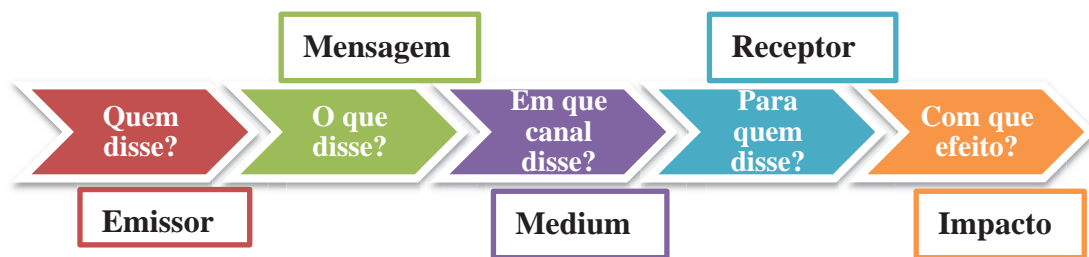 Mensagem
Receptor
Quem
disse?
O que
disse?
Em que
canal
disse?
Para
quem
disse?
Com que
efeito?
Emissor
Medium
Impacto